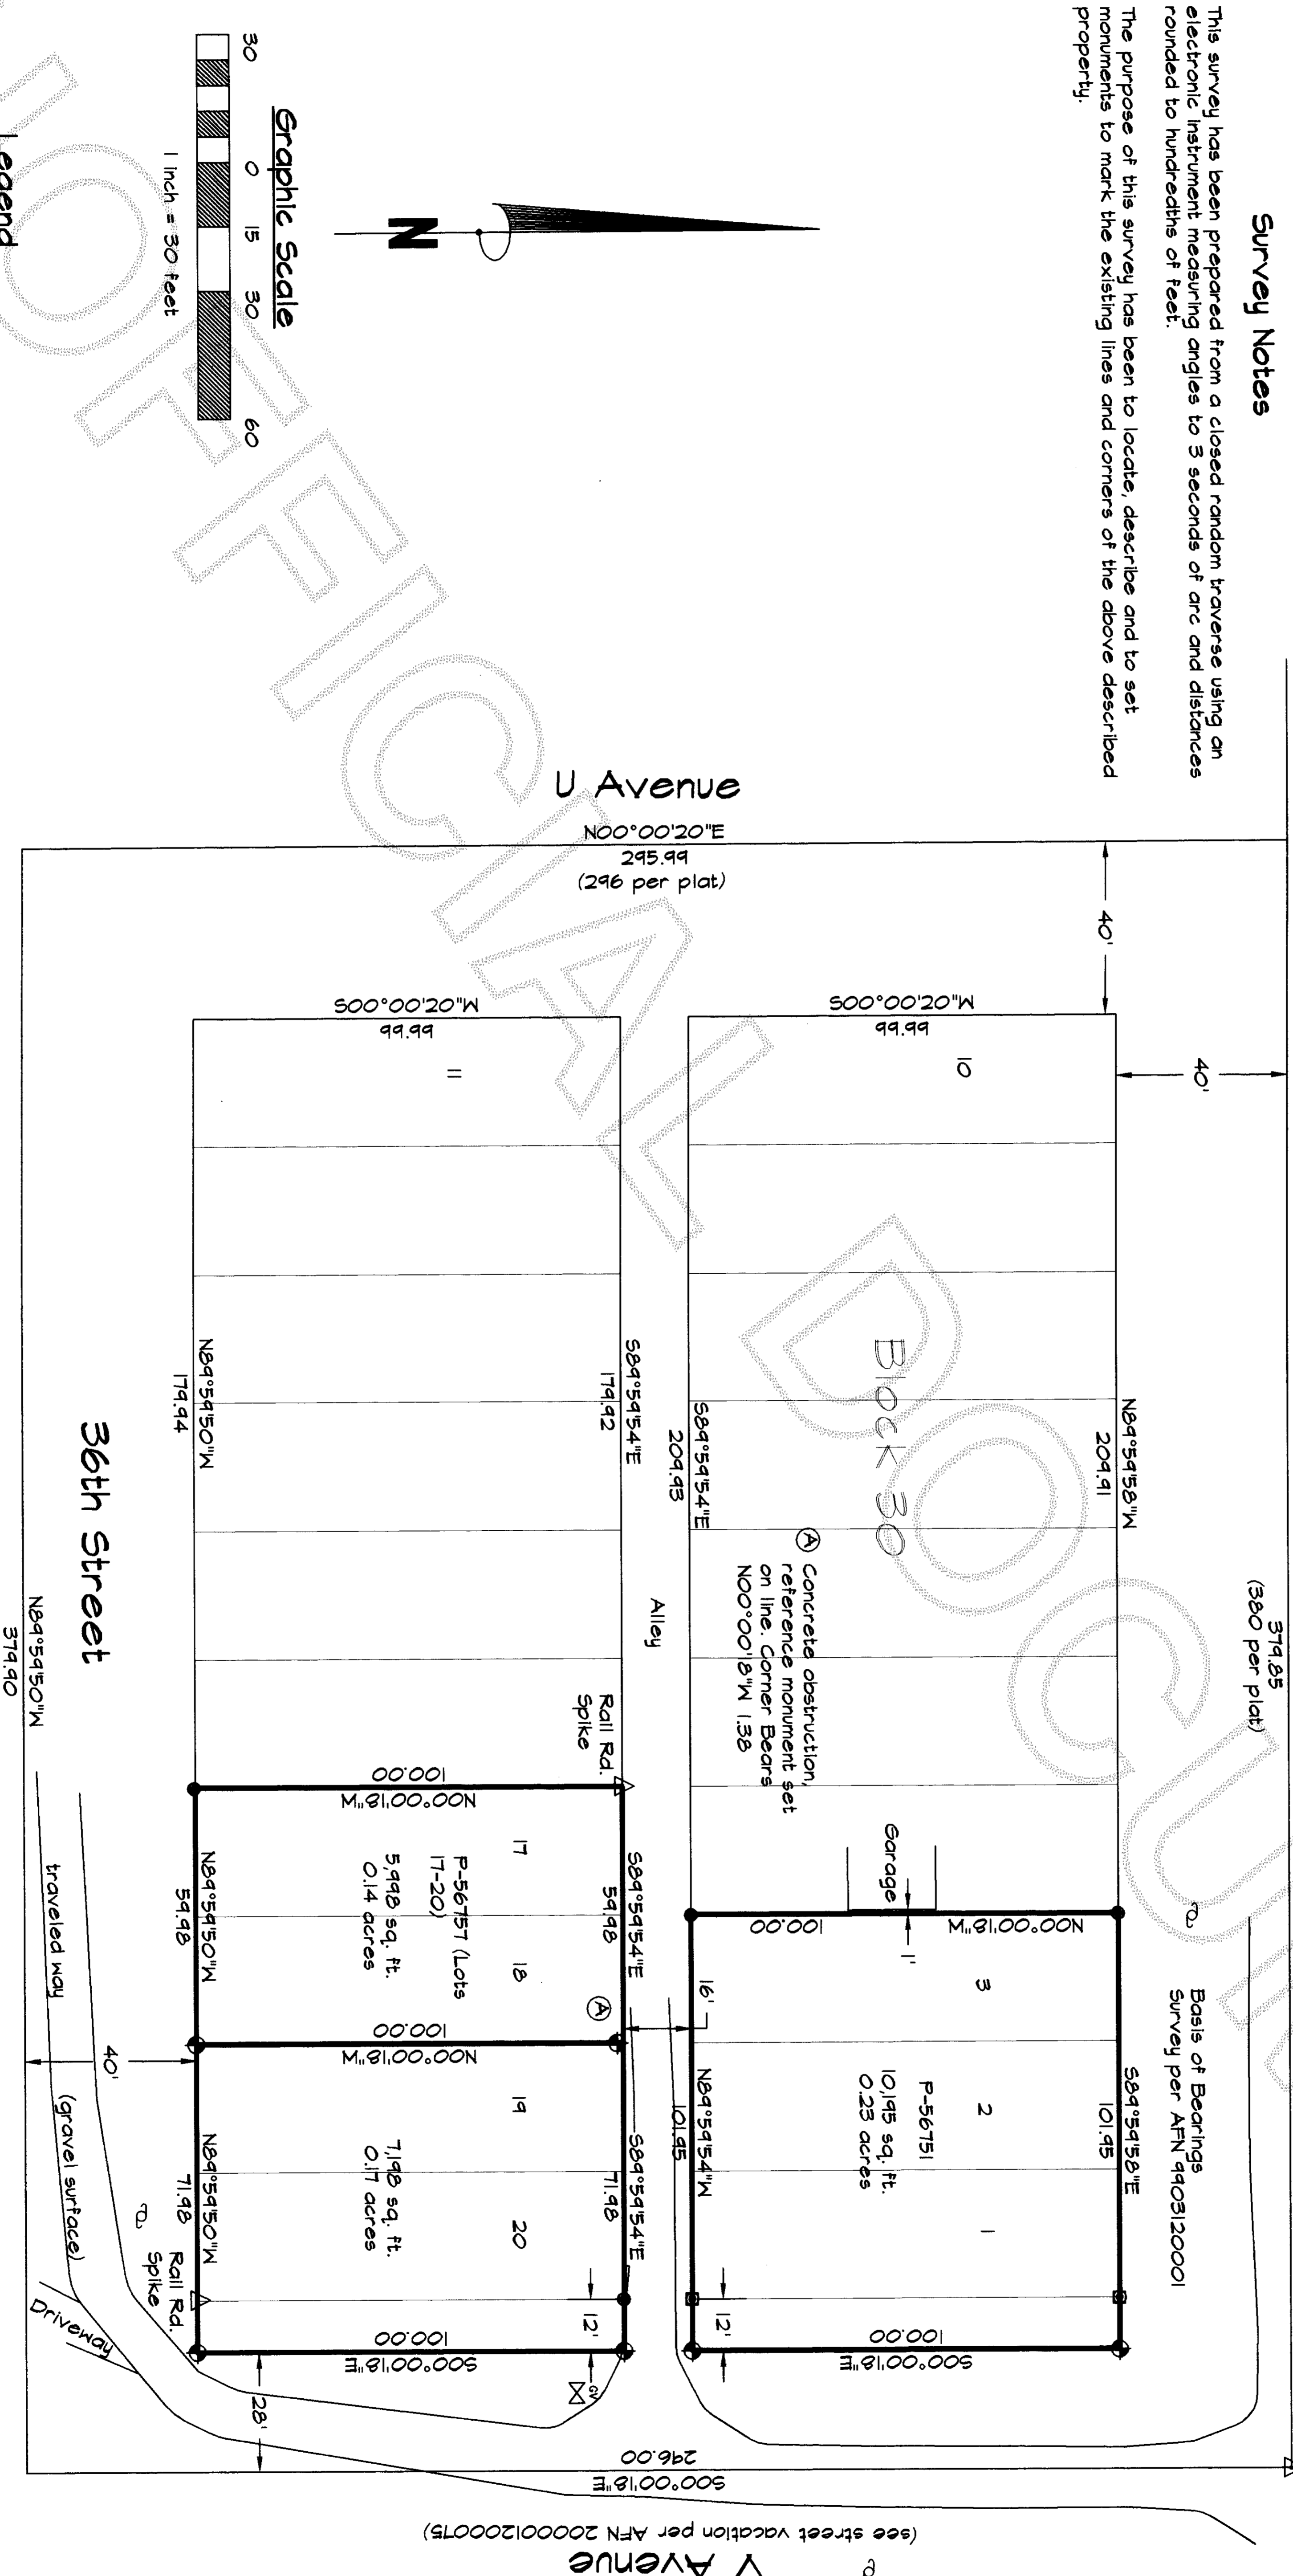 Survey Notes
This survey has been prepared from a closed random traverse using an
electronic instrument measuring angles to 3 seconds of arc and distances
rounded to hundredths of feet.
The purpose of this survey has been to locate, describe and to set
monuments to mark the existing lines and corners of the above described
property.
N
Graphic Scale
30 0 15 30 60
1 inch = 30 feet
Legend
U Avenue
N00°00'20"E
295.99
(296 per plat)
40'
40'
379.85
(380 per plat)
S00°00'20"W
99.99
10
N89°59'58"W
209.91
Block 30
S89°59'54"E
209.93
Ⓐ Concrete obstruction,
reference monument set
on line. Corner Bears
N00°00'18"W 1.38
Garage
1'
N00°00'18"W
100.00
Basis of Bearings
Survey per AFN 9903120001
S89°59'58"E
101.95
3
2
1
P-56751
10,195 sq. ft.
0.23 acres
16'
N89°59'54"W
101.95
12'
S00°00'18"E
100.00
Alley
S00°00'20"W
99.99
11
S89°59'54"E
179.92
N89°59'50"W
179.94
Rail Rd.
Spike
N00°00'18"W
100.00
S89°59'54"E
59.98
17
18
P-56757 (Lots
17-20)
5,998 sq. ft.
0.14 acres
N89°59'50"W
59.98
Ⓐ
N00°00'18"W
100.00
S89°59'54"E
71.98
19
20
7,198 sq. ft.
0.17 acres
N89°59'50"W
71.98
12'
S00°00'18"E
100.00
GV
Rail Rd.
Spike
28'
40'
36th Street
N89°59'50"W
379.90
traveled way
(gravel surface)
Driveway
296.00
S00°00'18"E
(see street vacation per AFN 200001200075)
V Avenue
UNOFFICIAL DOCU